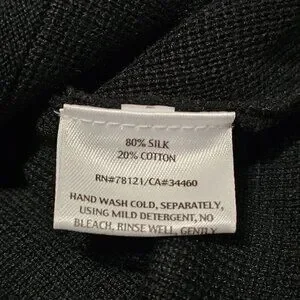 80% SILK
20% COTTON
RN#78121/CA#34460
HAND WASH COLD, SEPARATELY,
USING MILD DETERGENT, NO
BLEACH, RINSE WELL, GENTLY